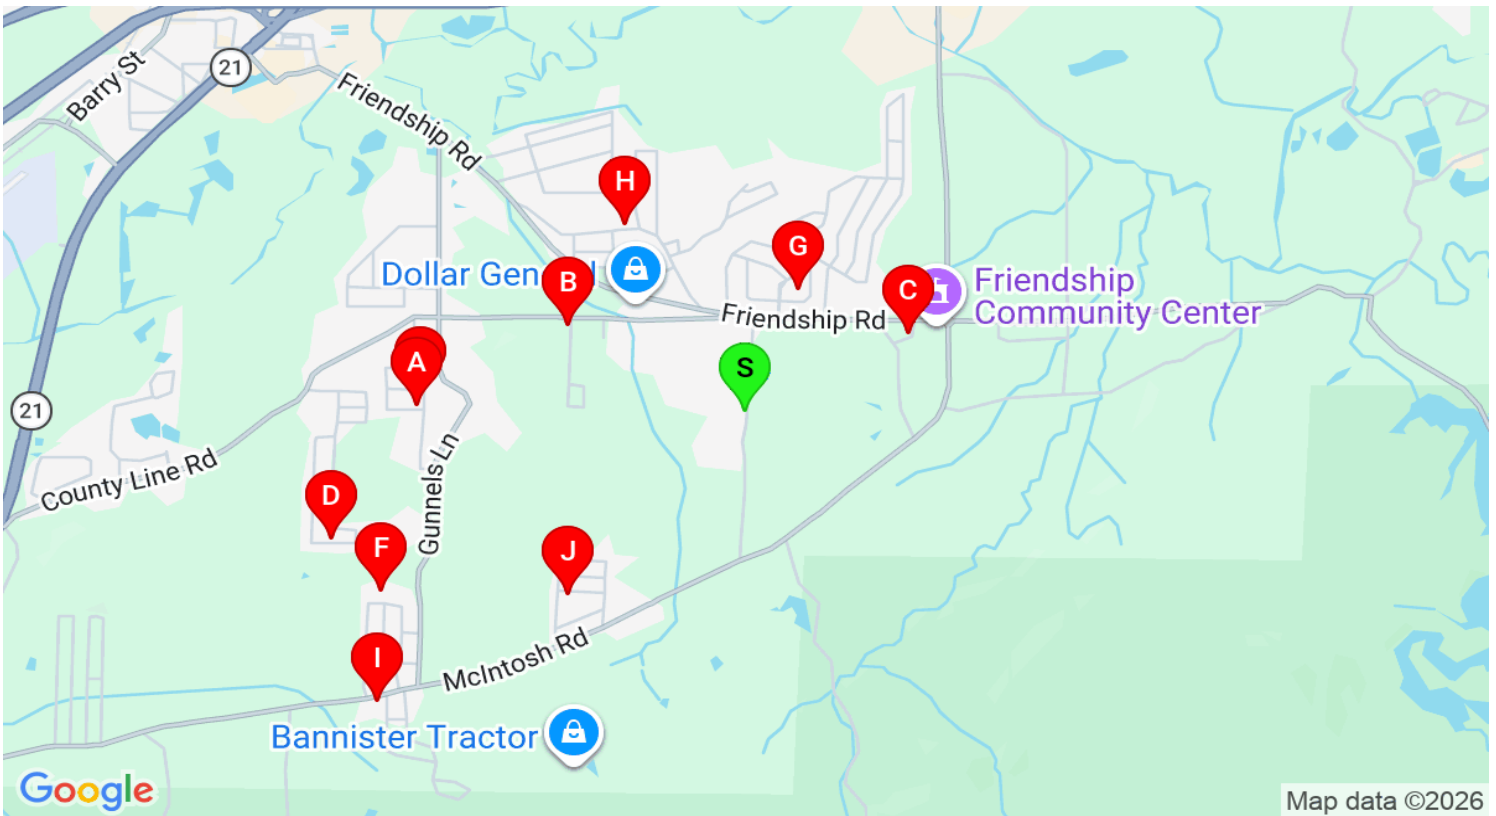 21
Barry St
Friendship Rd
H
G
Dollar Gen
B
C
Friendship
Community Center
Friendship Rd
A
S
21
County Line Rd
Gunnels Ln
D
F
J
I
McIntosh Rd
Bannister Tractor
Google
Map data ©2026